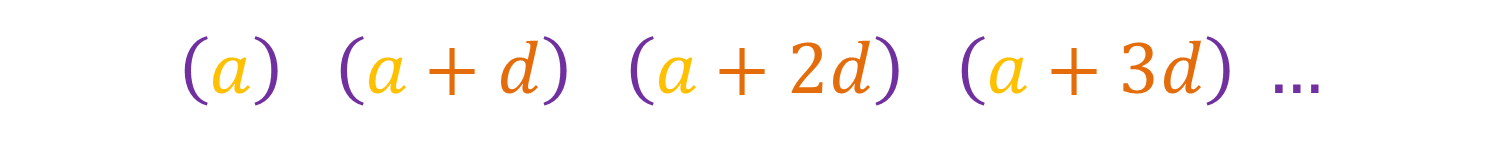 (a) (a + d) (a + 2d) (a + 3d) ...